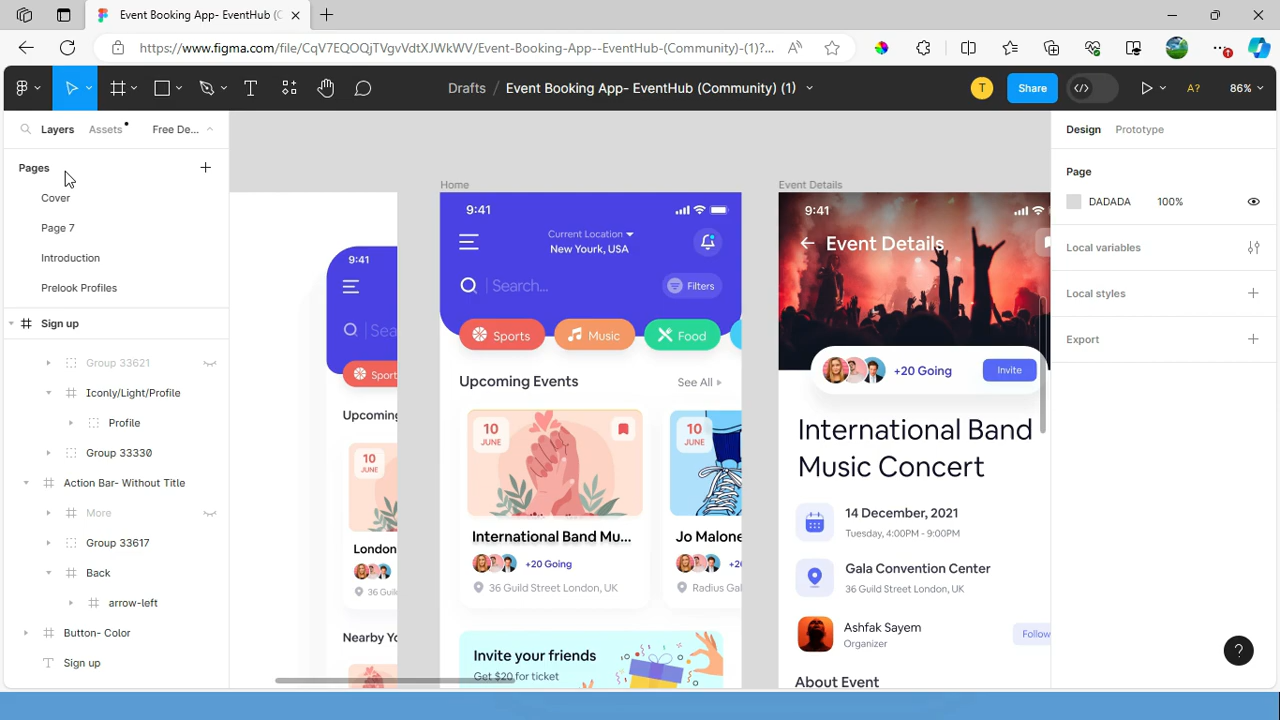 Event Booking App- EventHub (C
https://www.figma.com/file/CqV7EQOQjTVgvVdtXJWkWV/Event-Booking-App--EventHub-(Community)-(1)?...
Drafts / Event Booking App- EventHub (Community) (1)
T
Share
A?
86%
Layers
Assets
Free De...
Design
Prototype
Pages
Cover
Page 7
Introduction
Prelook Profiles
Sign up
Group 33621
Iconly/Light/Profile
Profile
Group 33330
Action Bar- Without Title
More
Group 33617
Back
arrow-left
Button- Color
Sign up
9:41
Sea
Sport
Upcoming
10
JUNE
London
36 Guild
Nearby Yo
Home
9:41
Current Location
New Yourk, USA
Search...
Filters
Sports
Music
Food
Upcoming Events
See All
10
JUNE
International Band Mu...
+20 Going
36 Guild Street London, UK
10
JUNE
Jo Malone
+2
Radius Gal
Invite your friends
Get $20 for ticket
Event Details
9:41
Event Details
+20 Going
Invite
International Band
Music Concert
14 December, 2021
Tuesday, 4:00PM - 9:00PM
Gala Convention Center
36 Guild Street London, UK
Ashfak Sayem
Organizer
Follow
About Event
Page
DADADA
100%
Local variables
Local styles
Export
?